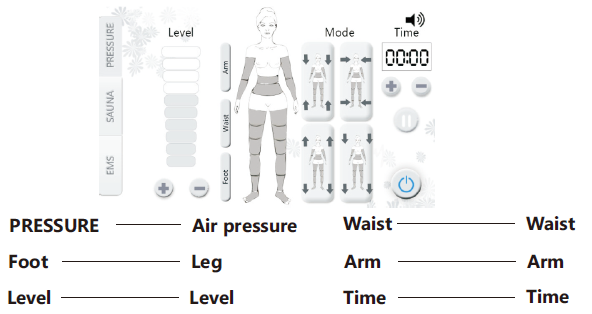 Level
Mode
Time
PRESSURE
SAUNA
EMS
Arm
Waist
Foot
00:00
PRESSURE Air pressure
Waist Waist
Foot Leg
Arm Arm
Level Level
Time Time